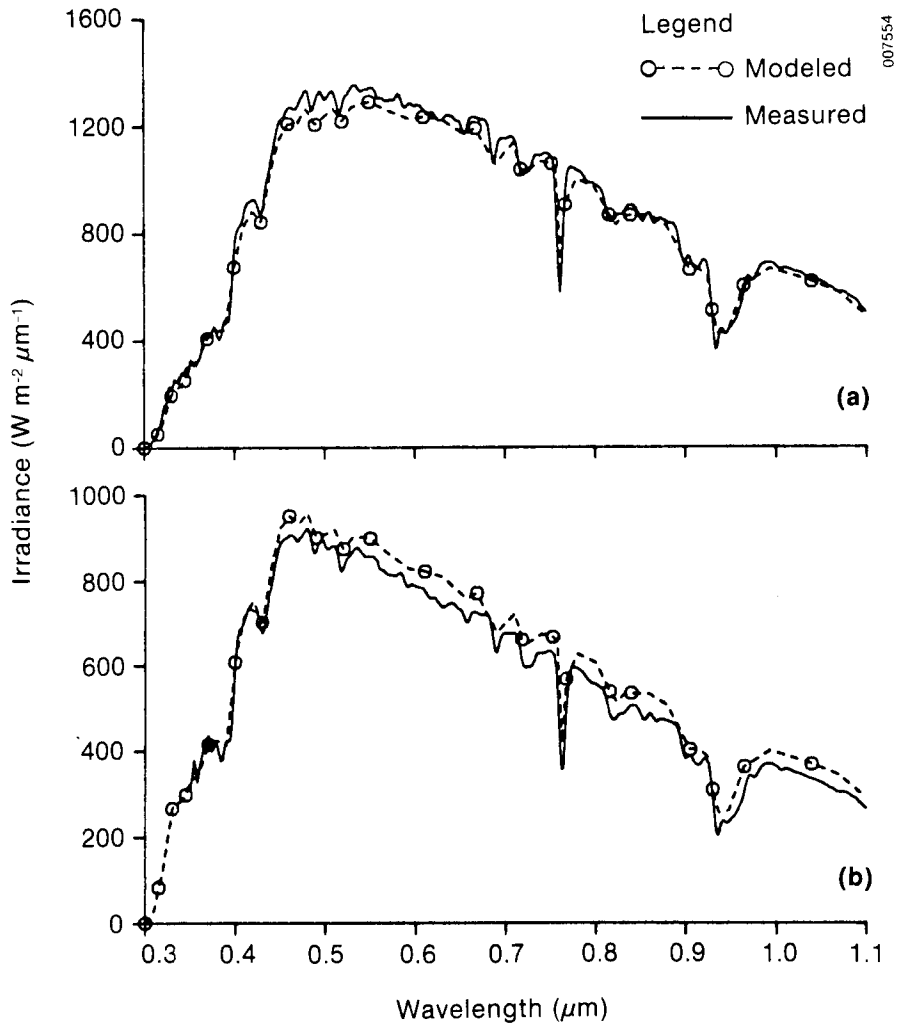 007554
Legend
Modeled
Measured
Irradiance (W m⁻² µm⁻¹)
1600
1200
800
400
0
(a)
1000
800
600
400
200
0
(b)
0.3 0.4 0.5 0.6 0.7 0.8 0.9 1.0 1.1
Wavelength (µm)